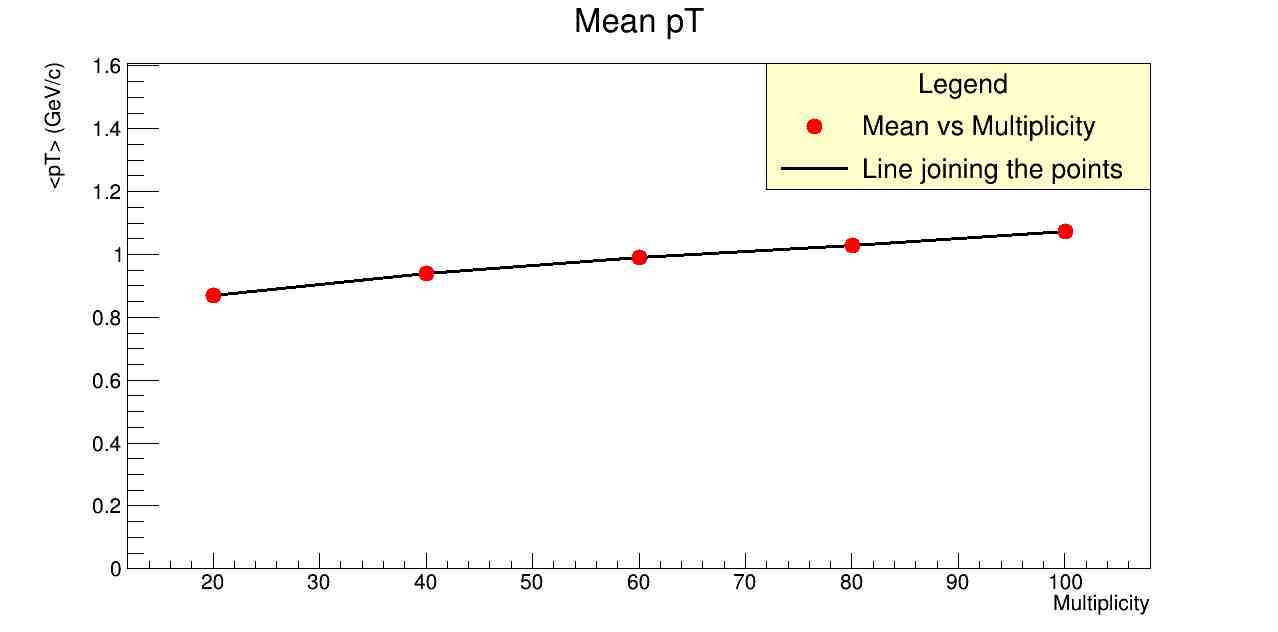 Mean pT
<pT> (GeV/c)
1.6
1.4
1.2
1
0.8
0.6
0.4
0.2
0
Legend
Mean vs Multiplicity
Line joining the points
20 30 40 50 60 70 80 90 100
Multiplicity